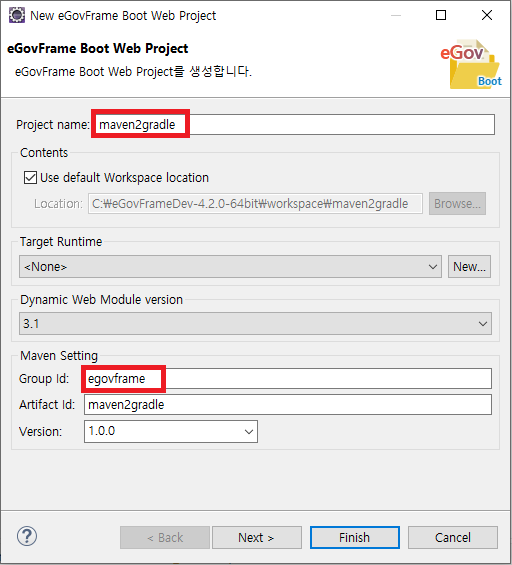 New eGovFrame Boot Web Project
eGovFrame Boot Web Project
eGovFrame Boot Web Project를 생성합니다.
eGov
Boot
Project name: maven2gradle
Contents
Use default Workspace location
Location: C:₩eGovFrameDev-4.2.0-64bit₩workspace₩maven2gradle Browse...
Target Runtime
<None> New...
Dynamic Web Module version
3.1
Maven Setting
Group Id: egovframe
Artifact Id: maven2gradle
Version: 1.0.0
? < Back Next > Finish Cancel